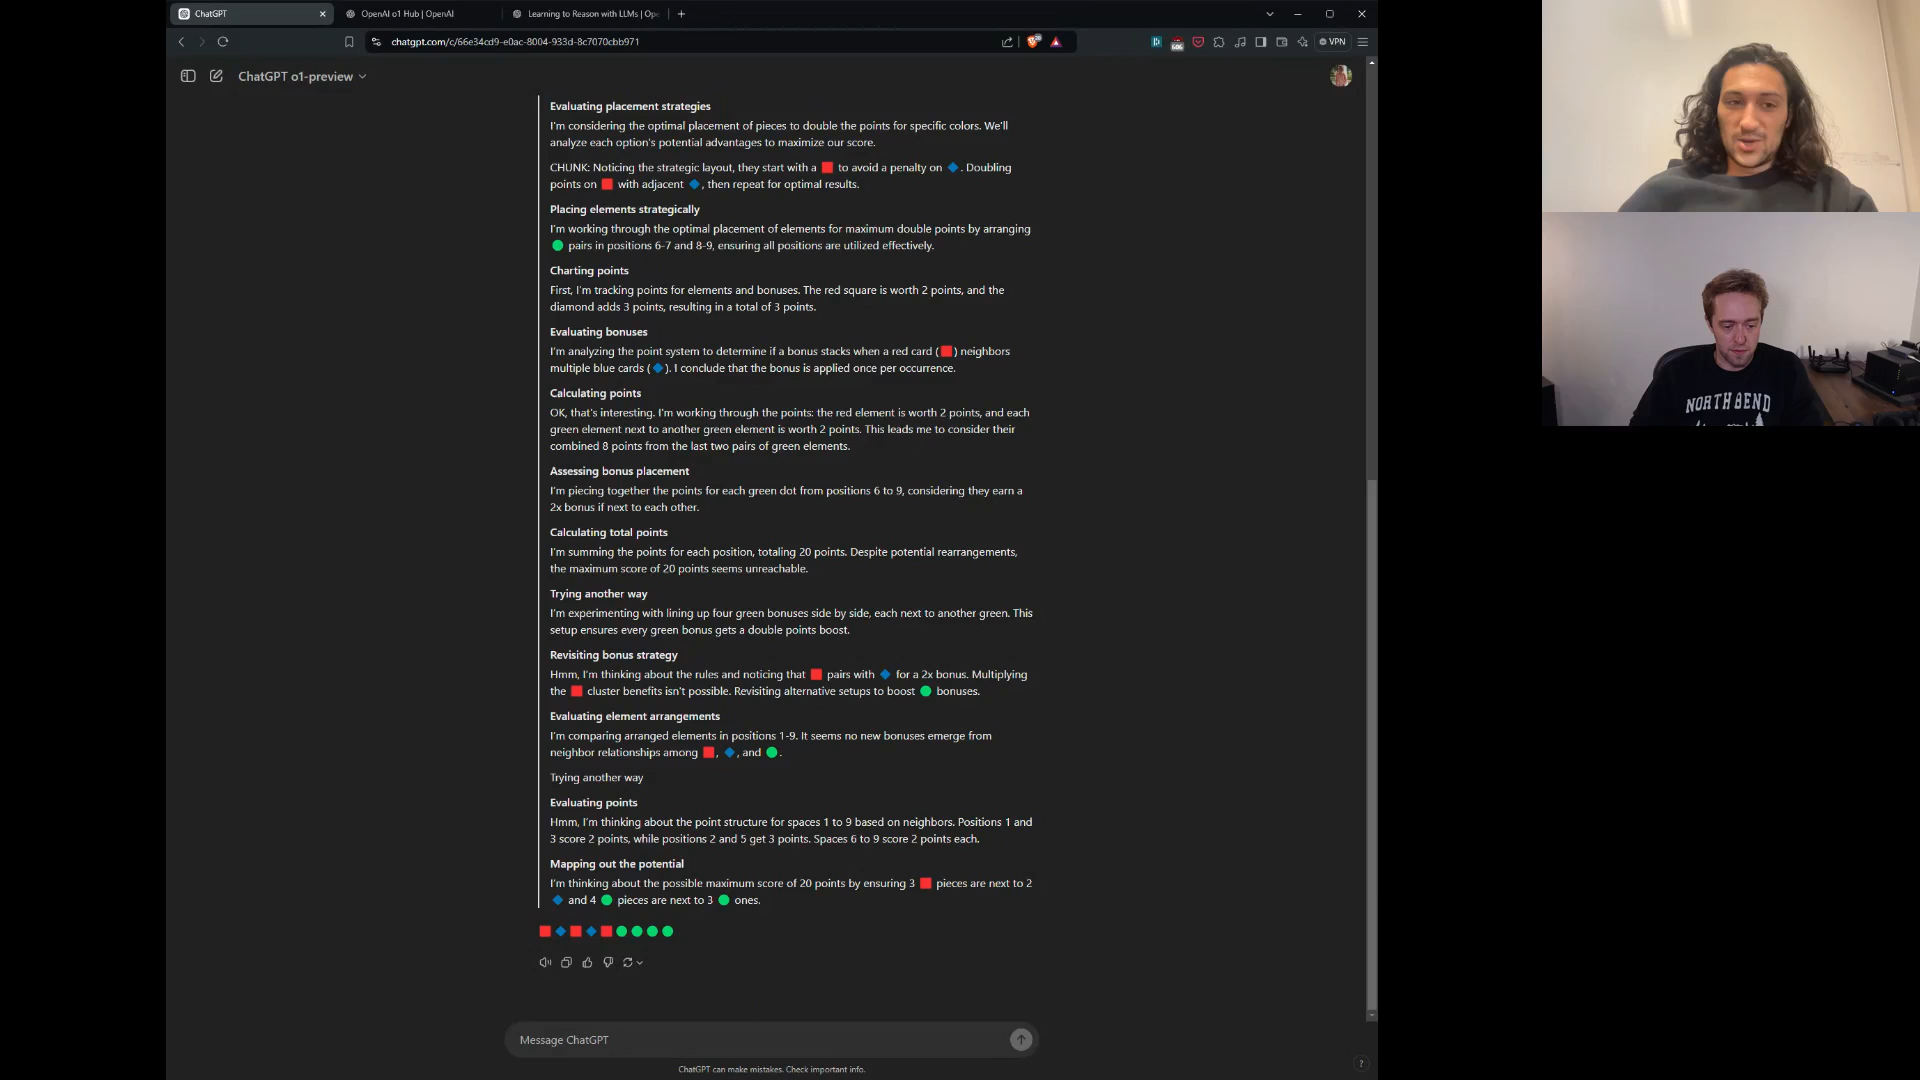 ChatGPT
OpenAI o1 Hub | OpenAI
Learning to Reason with LLMs | Ope
chatgpt.com/c/66e34cd9-e0ac-8004-933d-8c7070cbb971
VPN
ChatGPT o1-preview
Evaluating placement strategies
I'm considering the optimal placement of pieces to double the points for specific colors. We'll
analyze each option's potential advantages to maximize our score.
CHUNK: Noticing the strategic layout, they start with a 🟥 to avoid a penalty on 🔷. Doubling
points on 🟥 with adjacent 🔷, then repeat for optimal results.
Placing elements strategically
I'm working through the optimal placement of elements for maximum double points by arranging
🟢 pairs in positions 6-7 and 8-9, ensuring all positions are utilized effectively.
Charting points
First, I'm tracking points for elements and bonuses. The red square is worth 2 points, and the
diamond adds 3 points, resulting in a total of 3 points.
Evaluating bonuses
I'm analyzing the point system to determine if a bonus stacks when a red card (🟥) neighbors
multiple blue cards (🔷). I conclude that the bonus is applied once per occurrence.
Calculating points
OK, that's interesting. I'm working through the points: the red element is worth 2 points, and each
green element next to another green element is worth 2 points. This leads me to consider their
combined 8 points from the last two pairs of green elements.
Assessing bonus placement
I'm piecing together the points for each green dot from positions 6 to 9, considering they earn a
2x bonus if next to each other.
Calculating total points
I'm summing the points for each position, totaling 20 points. Despite potential rearrangements,
the maximum score of 20 points seems unreachable.
Trying another way
I'm experimenting with lining up four green bonuses side by side, each next to another green. This
setup ensures every green bonus gets a double points boost.
Revisiting bonus strategy
Hmm, I'm thinking about the rules and noticing that 🟥 pairs with 🔷 for a 2x bonus. Multiplying
the 🟥 cluster benefits isn't possible. Revisiting alternative setups to boost 🟢 bonuses.
Evaluating element arrangements
I'm comparing arranged elements in positions 1-9. It seems no new bonuses emerge from
neighbor relationships among 🟥, 🔷, and 🟢.
Trying another way
Evaluating points
Hmm, I'm thinking about the point structure for spaces 1 to 9 based on neighbors. Positions 1 and
3 score 2 points, while positions 2 and 5 get 3 points. Spaces 6 to 9 score 2 points each.
Mapping out the potential
I'm thinking about the possible maximum score of 20 points by ensuring 3 🟥 pieces are next to 2
🔷 and 4 🟢 pieces are next to 3 🟢 ones.
🟥🔷🟥🔷🟥🟢🟢🟢🟢
Message ChatGPT
ChatGPT can make mistakes. Check important info.
?
NORTH BEND